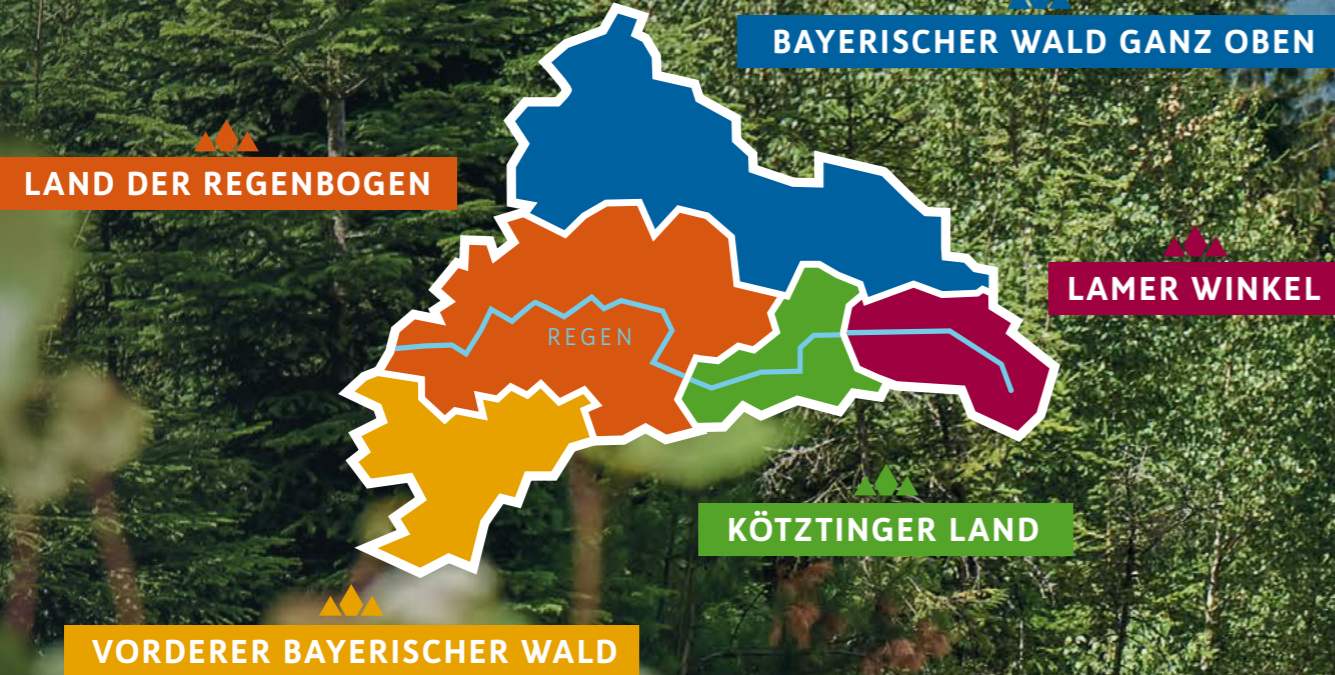 BAYERISCHER WALD GANZ OBEN
LAND DER REGENBOGEN
LAMER WINKEL
REGEN
KÖTZTINGER LAND
VORDERER BAYERISCHER WALD